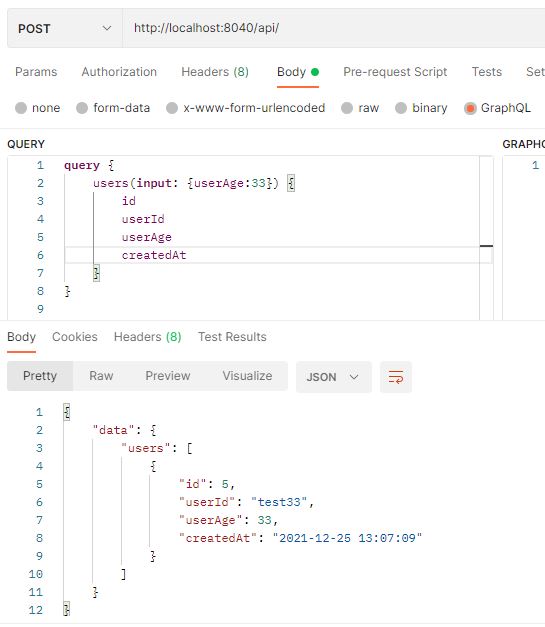 POST http://localhost:8040/api/
Params Authorization Headers (8) Body Pre-request Script Tests Set
none form-data x-www-form-urlencoded raw binary GraphQL
QUERY GRAPHQ
1 query { 1
2 users(input: {userAge:33}) {
3 id
4 userId
5 userAge
6 createdAt
7 }
8 }
9
Body Cookies Headers (8) Test Results
Pretty Raw Preview Visualize JSON
1 {
2 "data": {
3 "users": [
4 {
5 "id": 5,
6 "userId": "test33",
7 "userAge": 33,
8 "createdAt": "2021-12-25 13:07:09"
9 }
10 ]
11 }
12 }